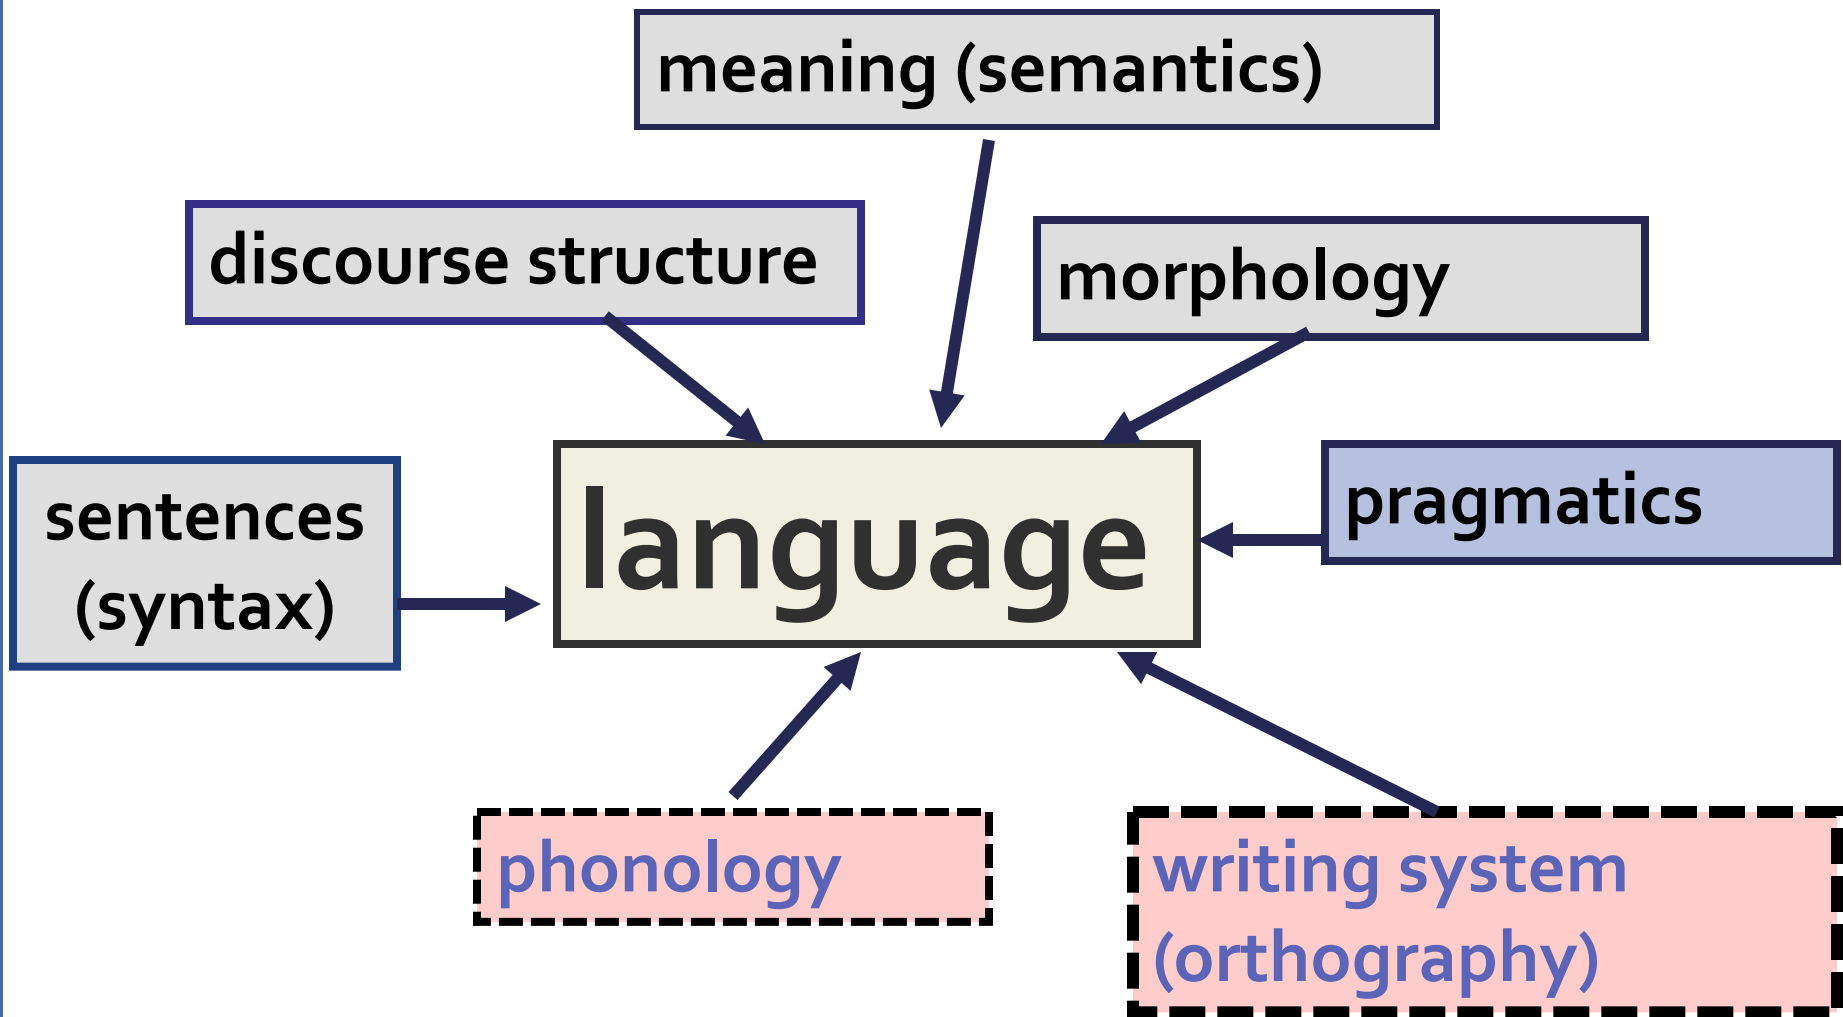 meaning (semantics)
discourse structure
morphology
sentences
(syntax)
language
pragmatics
phonology
writing system
(orthography)